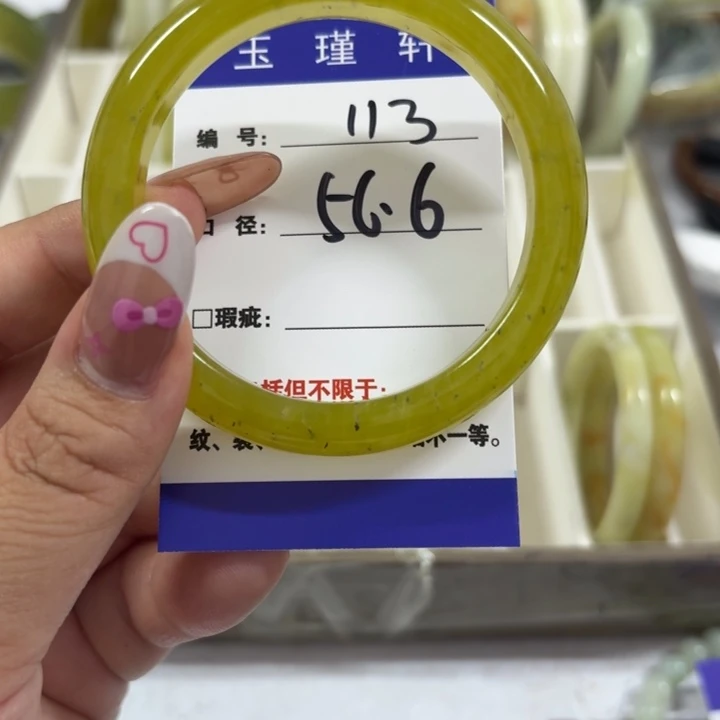 玉瑾轩
编号: 113
口径: 56.6
□瑕疵:
括但不限于:
纹、裂、 不一等。